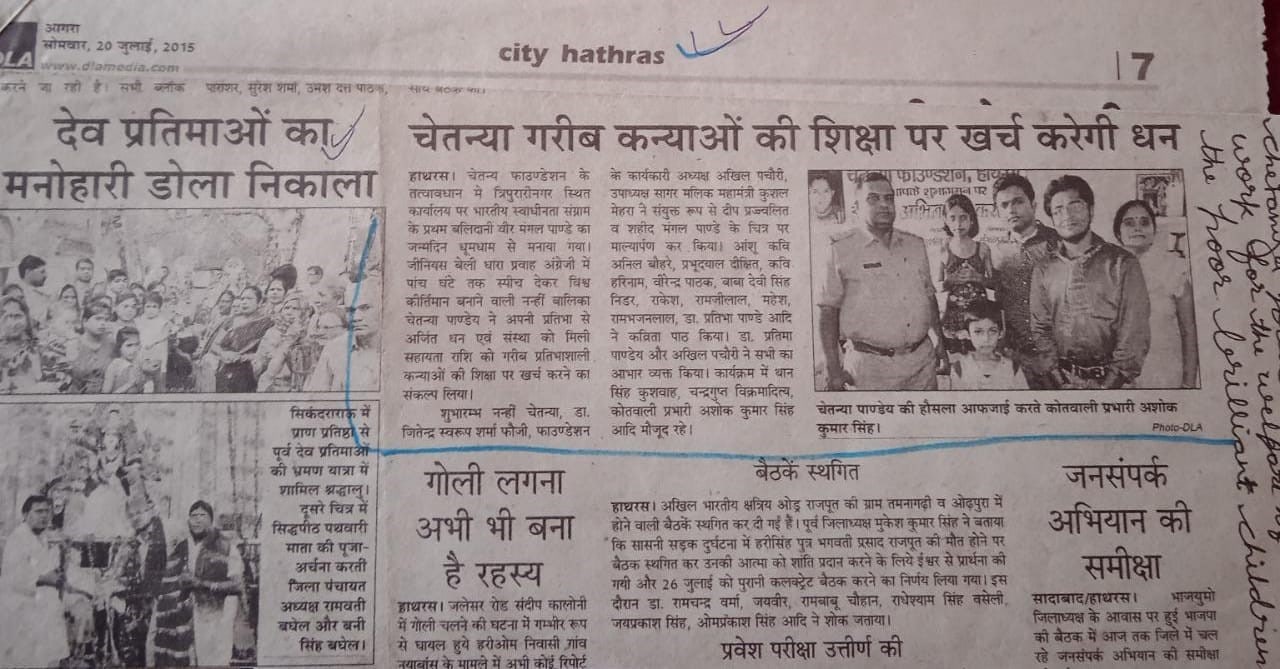 DLA
आगरा
सोमवार, 20 जुलाई, 2015
www.dlamedia.com
city hathras
7
करने जा रही है। सभी ब्लॉक पाराशर, सुरेश शर्मा, उमेश दत्त पाठक,
देव प्रतिमाओं का
मनोहारी डोला निकाला
सिकंदराराऊ में
प्राण प्रतिष्ठा से
पूर्व देव प्रतिमाओं
की भ्रमण यात्रा में
शामिल श्रद्धालु।
दूसरे चित्र में
सिद्धपीठ पथवारी
माता की पूजा-
अर्चना करती
जिला पंचायत
अध्यक्ष रामवती
बघेल और बनी
सिंह बघेल।
चेतन्या गरीब कन्याओं की शिक्षा पर खर्च करेगी धन
हाथरस। चेतन्य फाउण्डेशन के
तत्वावधान मे त्रिपुरारीनगर स्थित
कार्यालय पर भारतीय स्वाधीनता संग्राम
के प्रथम बलिदानी वीर मंगल पाण्डे का
जन्मदिन धूमधाम से मनाया गया।
जीनियस बेली धारा प्रवाह अंग्रेजी में
पांच घंटे तक स्पीच देकर विश्व
कीर्तिमान बनाने वाली नन्हीं बालिका
चेतन्या पाण्डेय ने अपनी प्रतिभा से
अर्जित धन एवं संस्था को मिली
सहायता राशि को गरीब प्रतिभाशाली
कन्याओं की शिक्षा पर खर्च करने का
संकल्प लिया।
शुभारम्भ नन्हीं चेतन्या, डा.
जितेन्द्र स्वरूप शर्मा फौजी, फाउण्डेशन
के कार्यकारी अध्यक्ष अखिल पचौरी,
उपाध्यक्ष सागर मलिक महामंत्री कुशल
मेहरा ने संयुक्त रूप से दीप प्रज्ज्वलित
व शहीद मंगल पाण्डे के चित्र पर
माल्यार्पण कर किया। आंशु कवि
अनिल बौहरे, प्रभूदयाल दीक्षित, कवि
हरिनाम, वीरेन्द्र पाठक, बाबा देवी सिंह
निडर, राकेश, रामजीलाल, महेश,
रामभजनलाल, डा. प्रतिभा पाण्डे आदि
ने कविता पाठ किया। डा. प्रतिमा
पाण्डेय और अखिल पचौरी ने सभी का
आभार व्यक्त किया। कार्यक्रम में थान
सिंह कुशवाह, चन्द्रगुप्त विक्रमादित्य,
कोतवाली प्रभारी अशोक कुमार सिंह
आदि मौजूद रहे।
फाउण्डेशन,
चेतन्या पाण्डेय की हौसला आफजाई करते कोतवाली प्रभारी अशोक
कुमार सिंह।
Photo-DLA
work for the welfare of
the poor brilliant children
गोली लगना
अभी भी बना
है रहस्य
हाथरस। जलेसर रोड संदीप कालोनी
में गोली चलने की घटना में गम्भीर रूप
से घायल हुये हरीओम निवासी गांव
नयाबांस के मामले में अभी कोई रिपोर्ट
बैठकें स्थगित
हाथरस। अखिल भारतीय क्षत्रिय ओड़ राजपूत की ग्राम तमनागढ़ी व ओढ़पुरा में
होने वाली बैठकें स्थगित कर दी गई हैं। पूर्व जिलाध्यक्ष मुकेश कुमार सिंह ने बताया
कि सासनी सड़क दुर्घटना में हरीसिंह पुत्र भगवती प्रसाद राजपूत की मौत होने पर
बैठक स्थगित कर उनकी आत्मा को शांति प्रदान करने के लिये ईश्वर से प्रार्थना की
गयी और 26 जुलाई को पुरानी कलक्ट्रेट बैठक करने का निर्णय लिया गया। इस
दौरान डा. रामचन्द्र वर्मा, जयवीर, रामबाबू चौहान, राधेश्याम सिंह वसेली,
जयप्रकाश सिंह, ओमप्रकाश सिंह आदि ने शोक जताया।
प्रवेश परीक्षा उत्तीर्ण की
जनसंपर्क
अभियान की
समीक्षा
सादाबाद/हाथरस। भाजयुमो
जिलाध्यक्ष के आवास पर हुई भाजपा
की बैठक में आज तक जिले में चल
रहे जनसंपर्क अभियान की समीक्षा